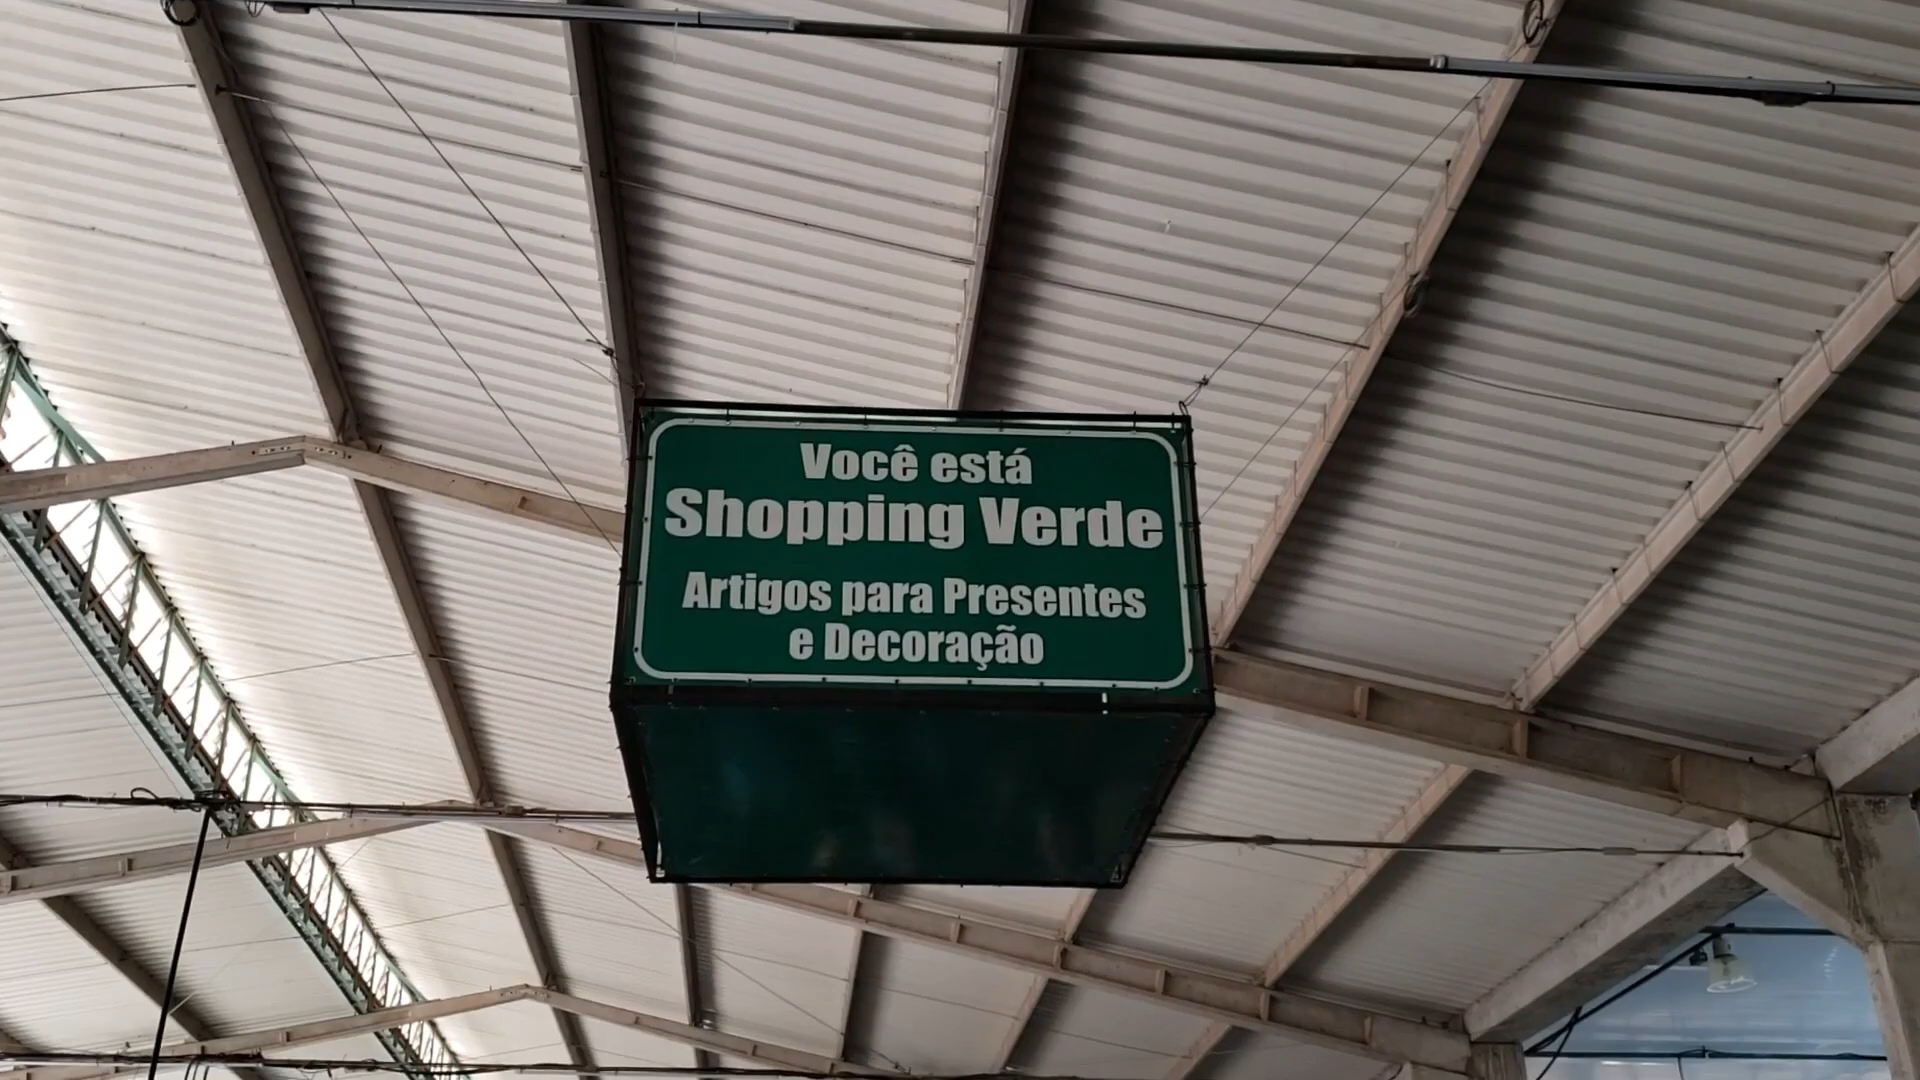 Você está
Shopping Verde
Artigos para Presentes
e Decoração